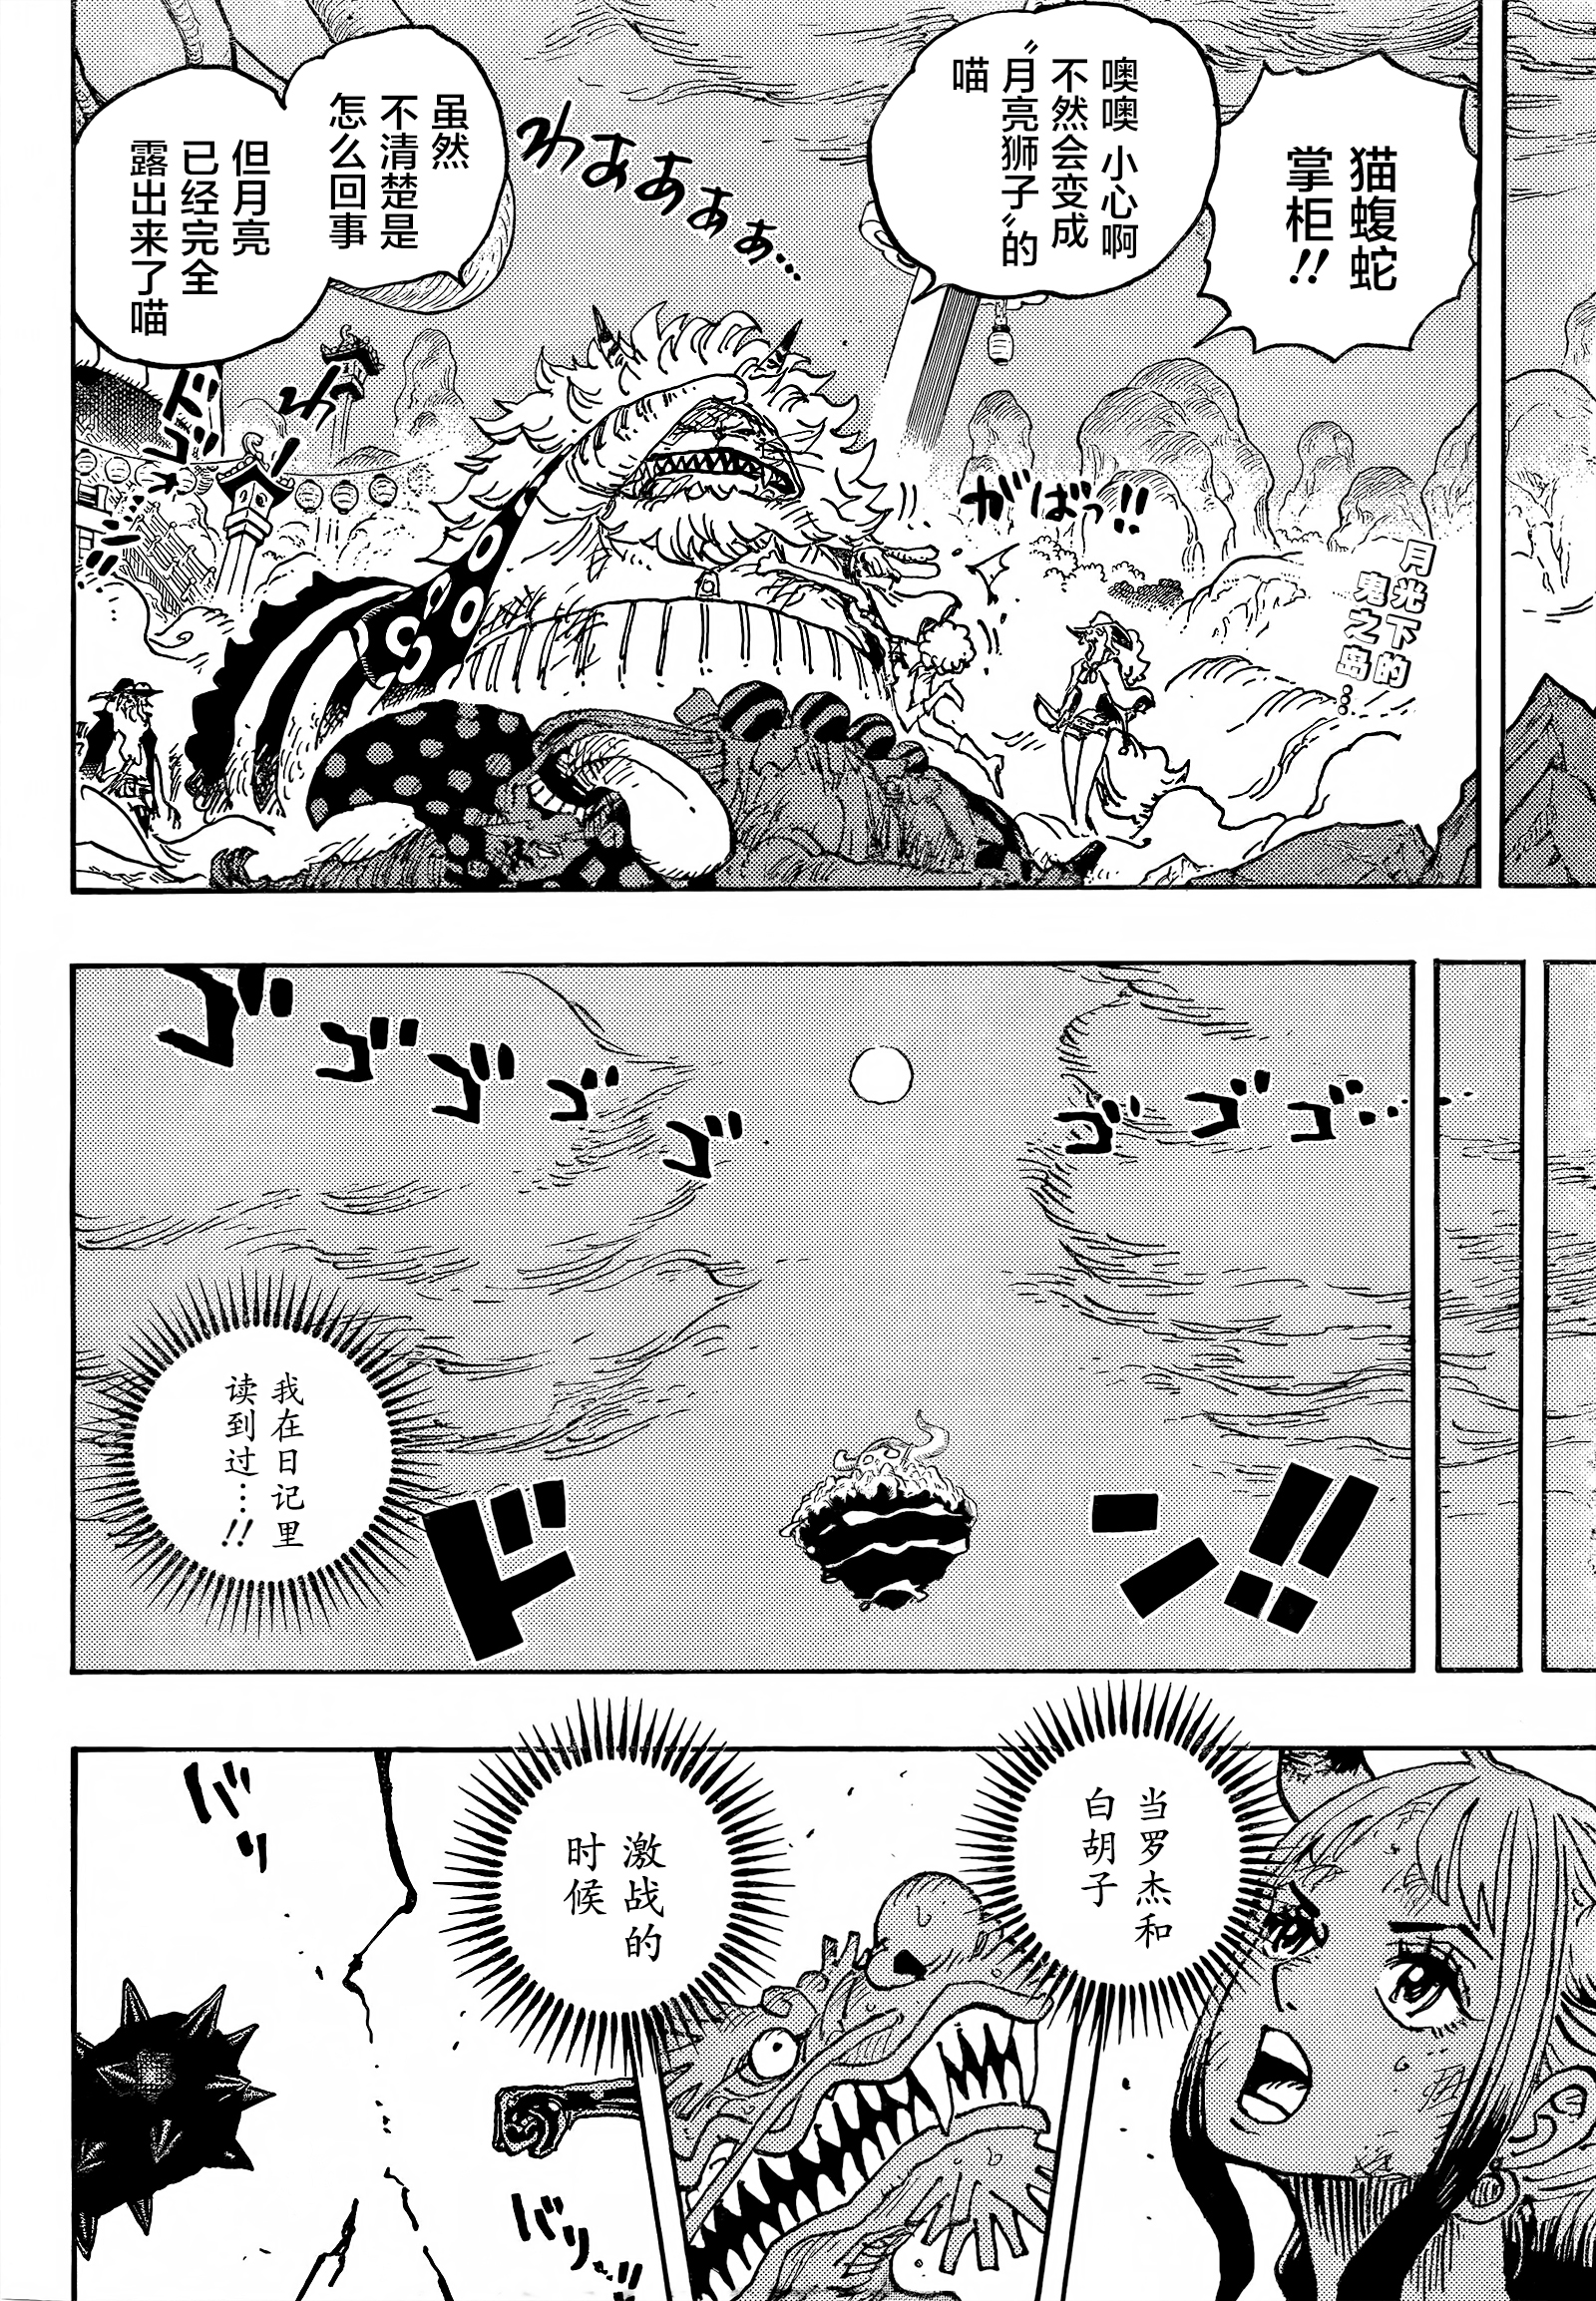 猫蝮蛇
掌柜!!
噢噢 小心啊
不然会变成
“月亮狮子”的
喵
わぁぁぁぁぁ…
虽然
不清楚是
怎么回事
但月亮
已经完全
露出来了喵
がばっ!!
月光下的
鬼之岛…
ゴゴゴゴゴ
ゴゴゴ…
ドン!!
我在日记里
读到过…!!
当罗杰和
白胡子
激战的
时候
バリ
バリッ…!!